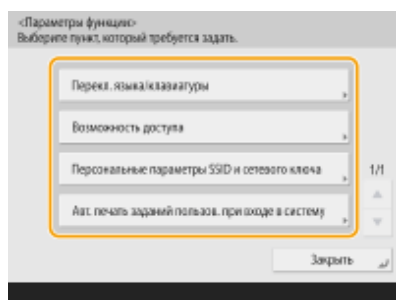 <Параметры функции>
Выберите пункт, который требуется задать.
Перекл. языка/клавиатуры
Возможность доступа
Персональные параметры SSID и сетевого ключа
1/1
Авт. печать заданий пользов. при входе в систему
Закрыть